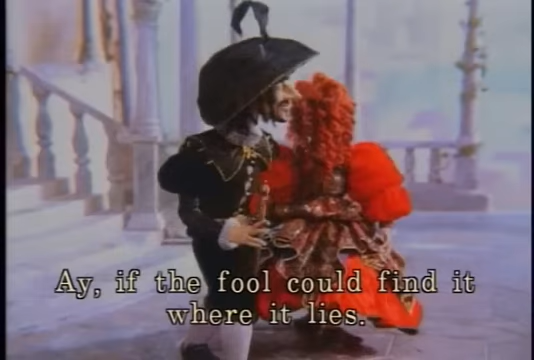 Ay, if the fool could find it
where it lies.